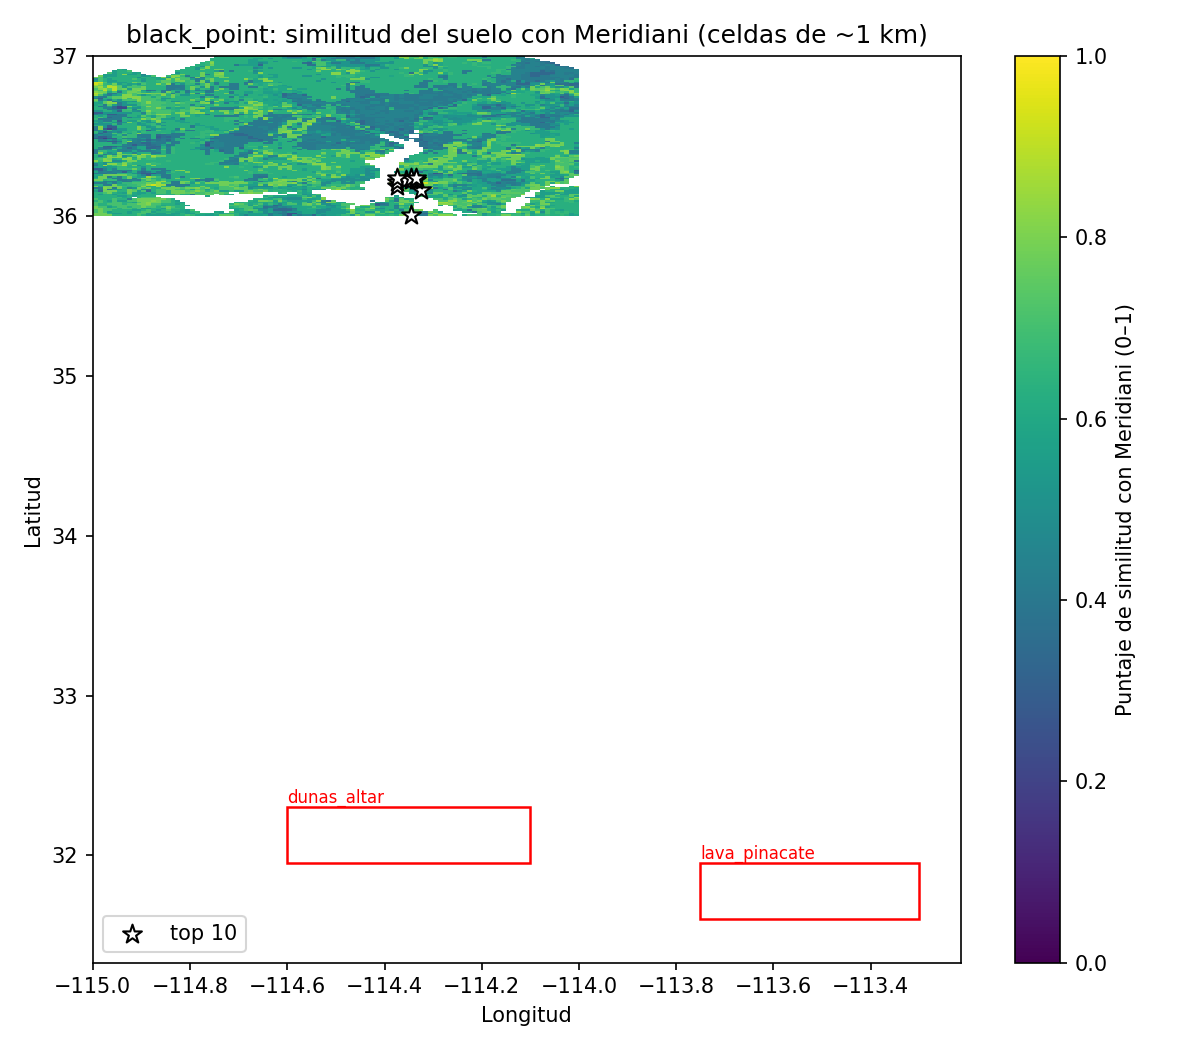 black_point: similitud del suelo con Meridiani (celdas de ~1 km)
37
36
35
34
33
32
Latitud
dunas_altar
lava_pinacate
top 10
−115.0 −114.8 −114.6 −114.4 −114.2 −114.0 −113.8 −113.6 −113.4
Longitud
1.0
0.8
0.6
0.4
0.2
0.0
Puntaje de similitud con Meridiani (0–1)